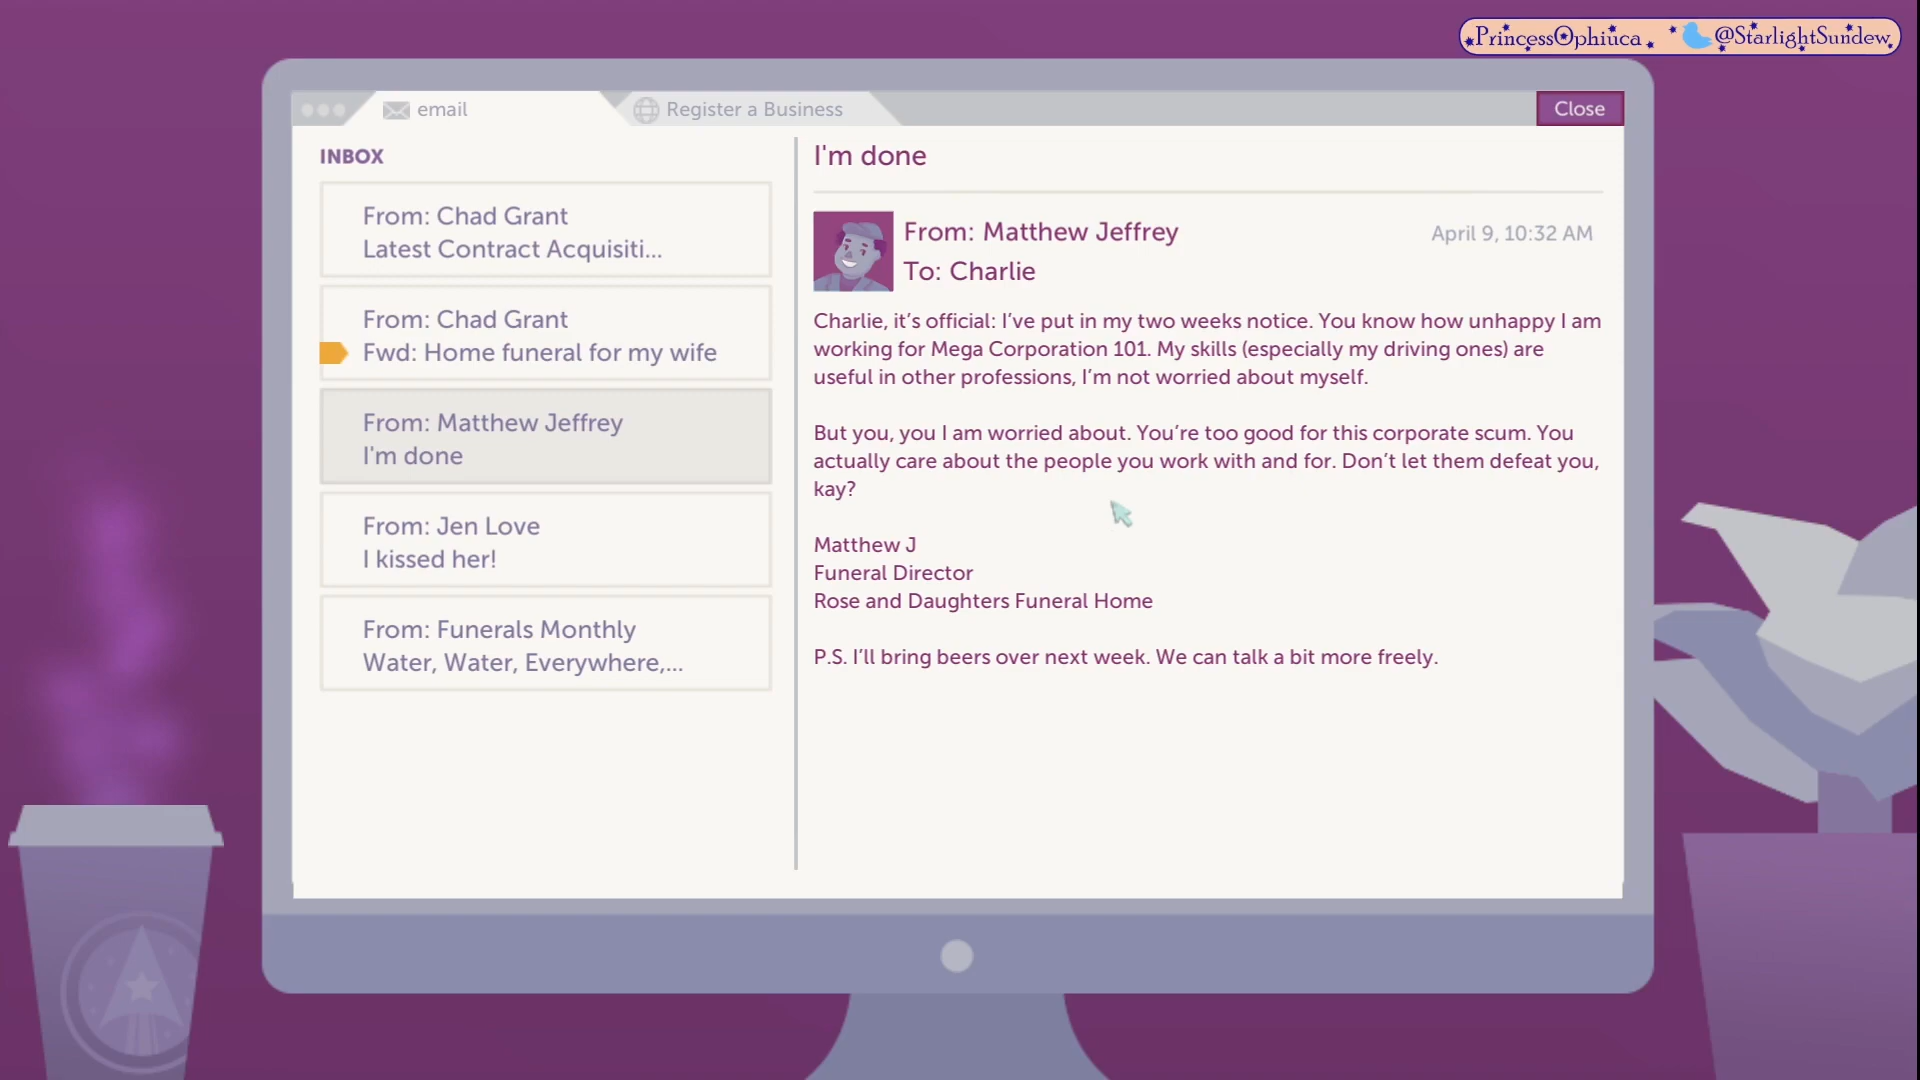 PrincessOphiuca @StarlightSundew
email
Register a Business
Close
INBOX
From: Chad Grant
Latest Contract Acquisiti...
From: Chad Grant
Fwd: Home funeral for my wife
From: Matthew Jeffrey
I'm done
From: Jen Love
I kissed her!
From: Funerals Monthly
Water, Water, Everywhere,...
I'm done
From: Matthew Jeffrey
April 9, 10:32 AM
To: Charlie
Charlie, it’s official: I’ve put in my two weeks notice. You know how unhappy I am
working for Mega Corporation 101. My skills (especially my driving ones) are
useful in other professions, I’m not worried about myself.
But you, you I am worried about. You’re too good for this corporate scum. You
actually care about the people you work with and for. Don’t let them defeat you,
kay?
Matthew J
Funeral Director
Rose and Daughters Funeral Home
P.S. I’ll bring beers over next week. We can talk a bit more freely.